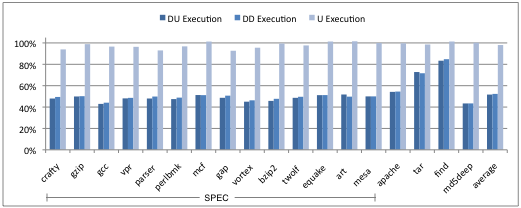 DU Execution DD Execution U Execution
100%
80%
60%
40%
20%
0%
crafty gzip gcc vpr parser perlbmk mcf gap vortex bzip2 twolf equake art mesa apache tar find md5deep average
SPEC